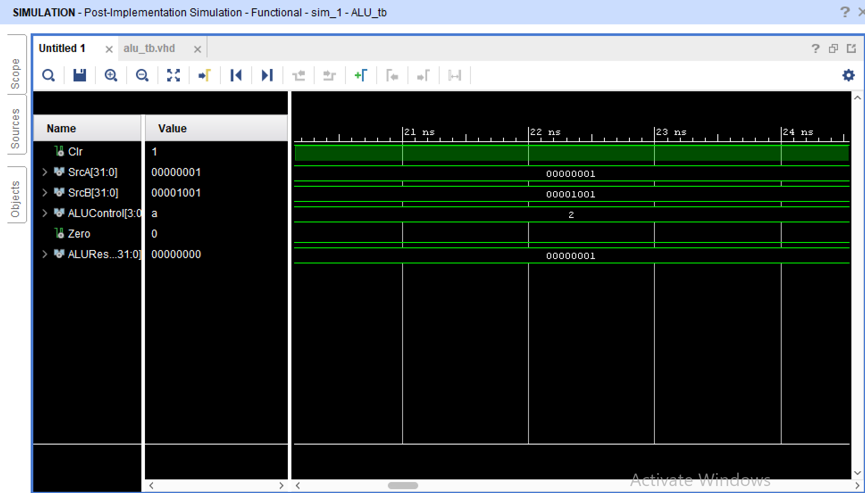 SIMULATION - Post-Implementation Simulation - Functional - sim_1 - ALU_tb ? ×
Untitled 1 × alu_tb.vhd ×
?
Scope
Sources
Objects
Name Value
21 ns 22 ns 23 ns 24 ns
Clr 1
SrcA[31:0] 00000001 00000001
SrcB[31:0] 00001001 00001001
ALUControl[3:0 a 2
Zero 0
ALURes...31:0] 00000000 00000001
Activate Windows